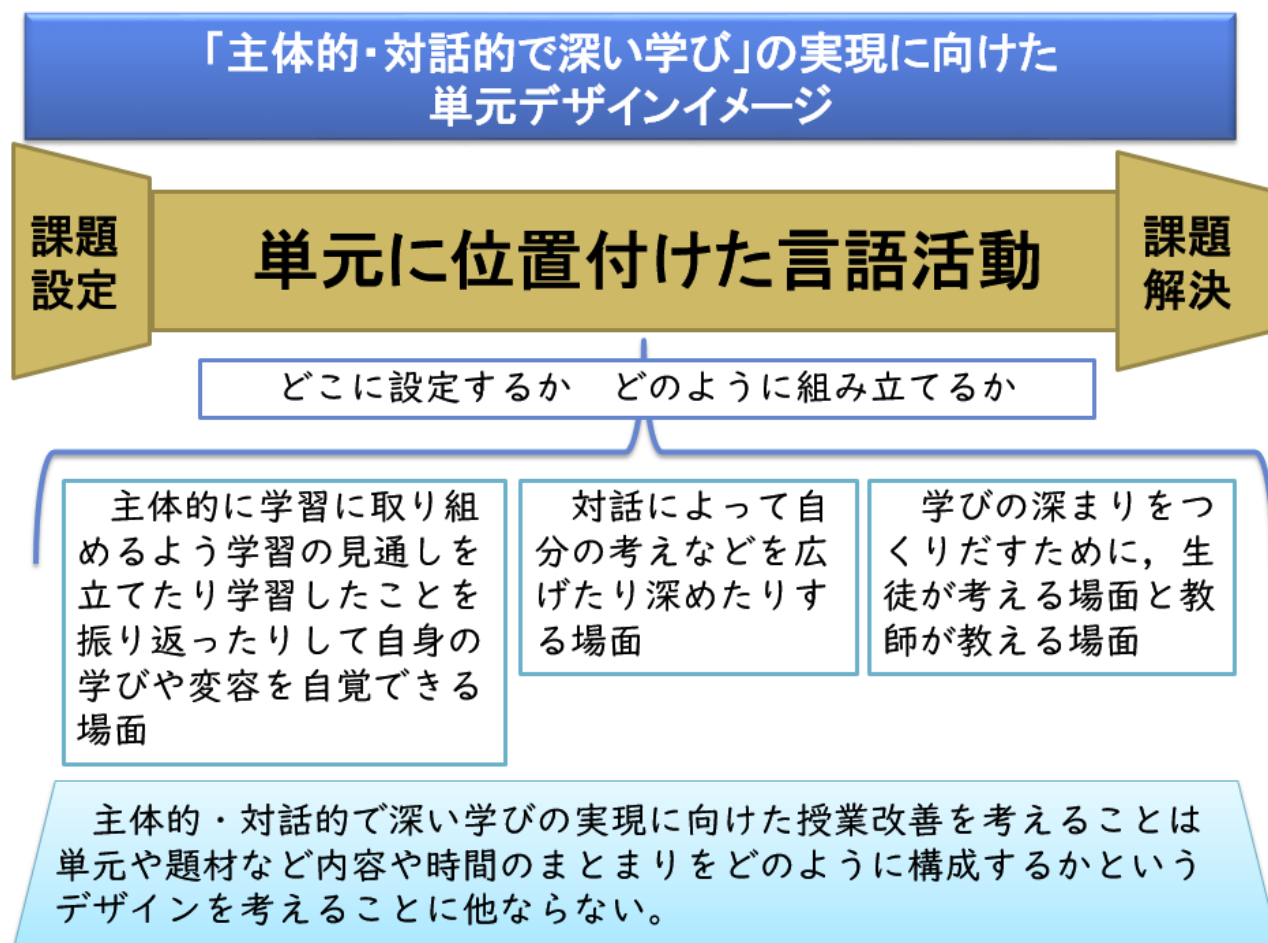 「主体的・対話的で深い学び」の実現に向けた
単元デザインイメージ
課題
設定
単元に位置付けた言語活動
課題
解決
どこに設定するか　どのように組み立てるか
主体的に学習に取り組
めるよう学習の見通しを
立てたり学習したことを
振り返ったりして自身の
学びや変容を自覚できる
場面
対話によって自
分の考えなどを広
げたり深めたりす
る場面
学びの深まりをつ
くりだすために，生
徒が考える場面と教
師が教える場面
主体的・対話的で深い学びの実現に向けた授業改善を考えることは
単元や題材など内容や時間のまとまりをどのように構成するかという
デザインを考えることに他ならない。